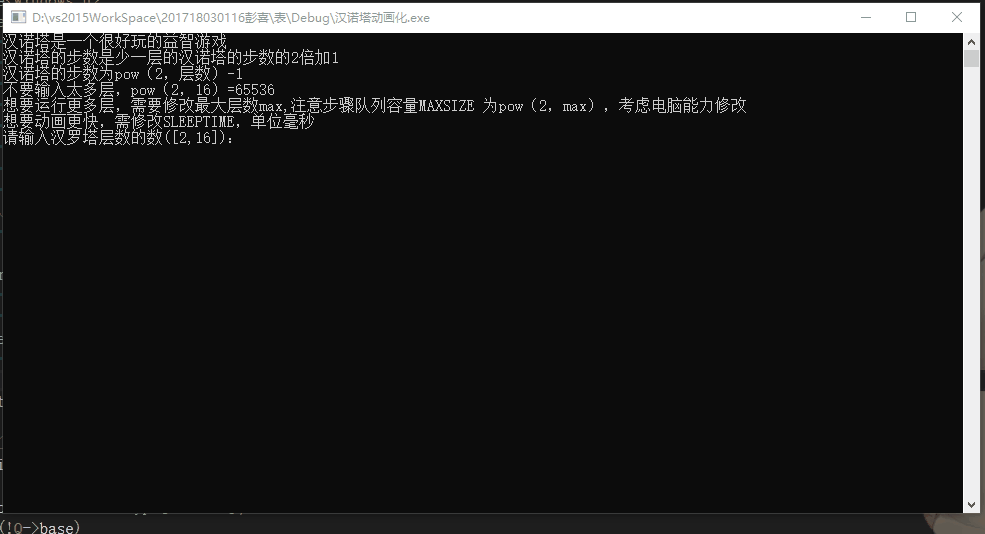 D:\vs2015WorkSpace\201718030116彭喜\表\Debug\汉诺塔动画化.exe
汉诺塔是一个很好玩的益智游戏
汉诺塔的步数是少一层的汉诺塔的步数的2倍加1
汉诺塔的步数为pow（2，层数）-1
不要输入太多层，pow（2，16）=65536
想要运行更多层，需要修改最大层数max,注意步骤队列容量MAXSIZE 为pow（2，max），考虑电脑能力修改
想要动画更快，需修改SLEEPTIME，单位毫秒
请输入汉罗塔层数的数([2,16]):
(!Q->base)